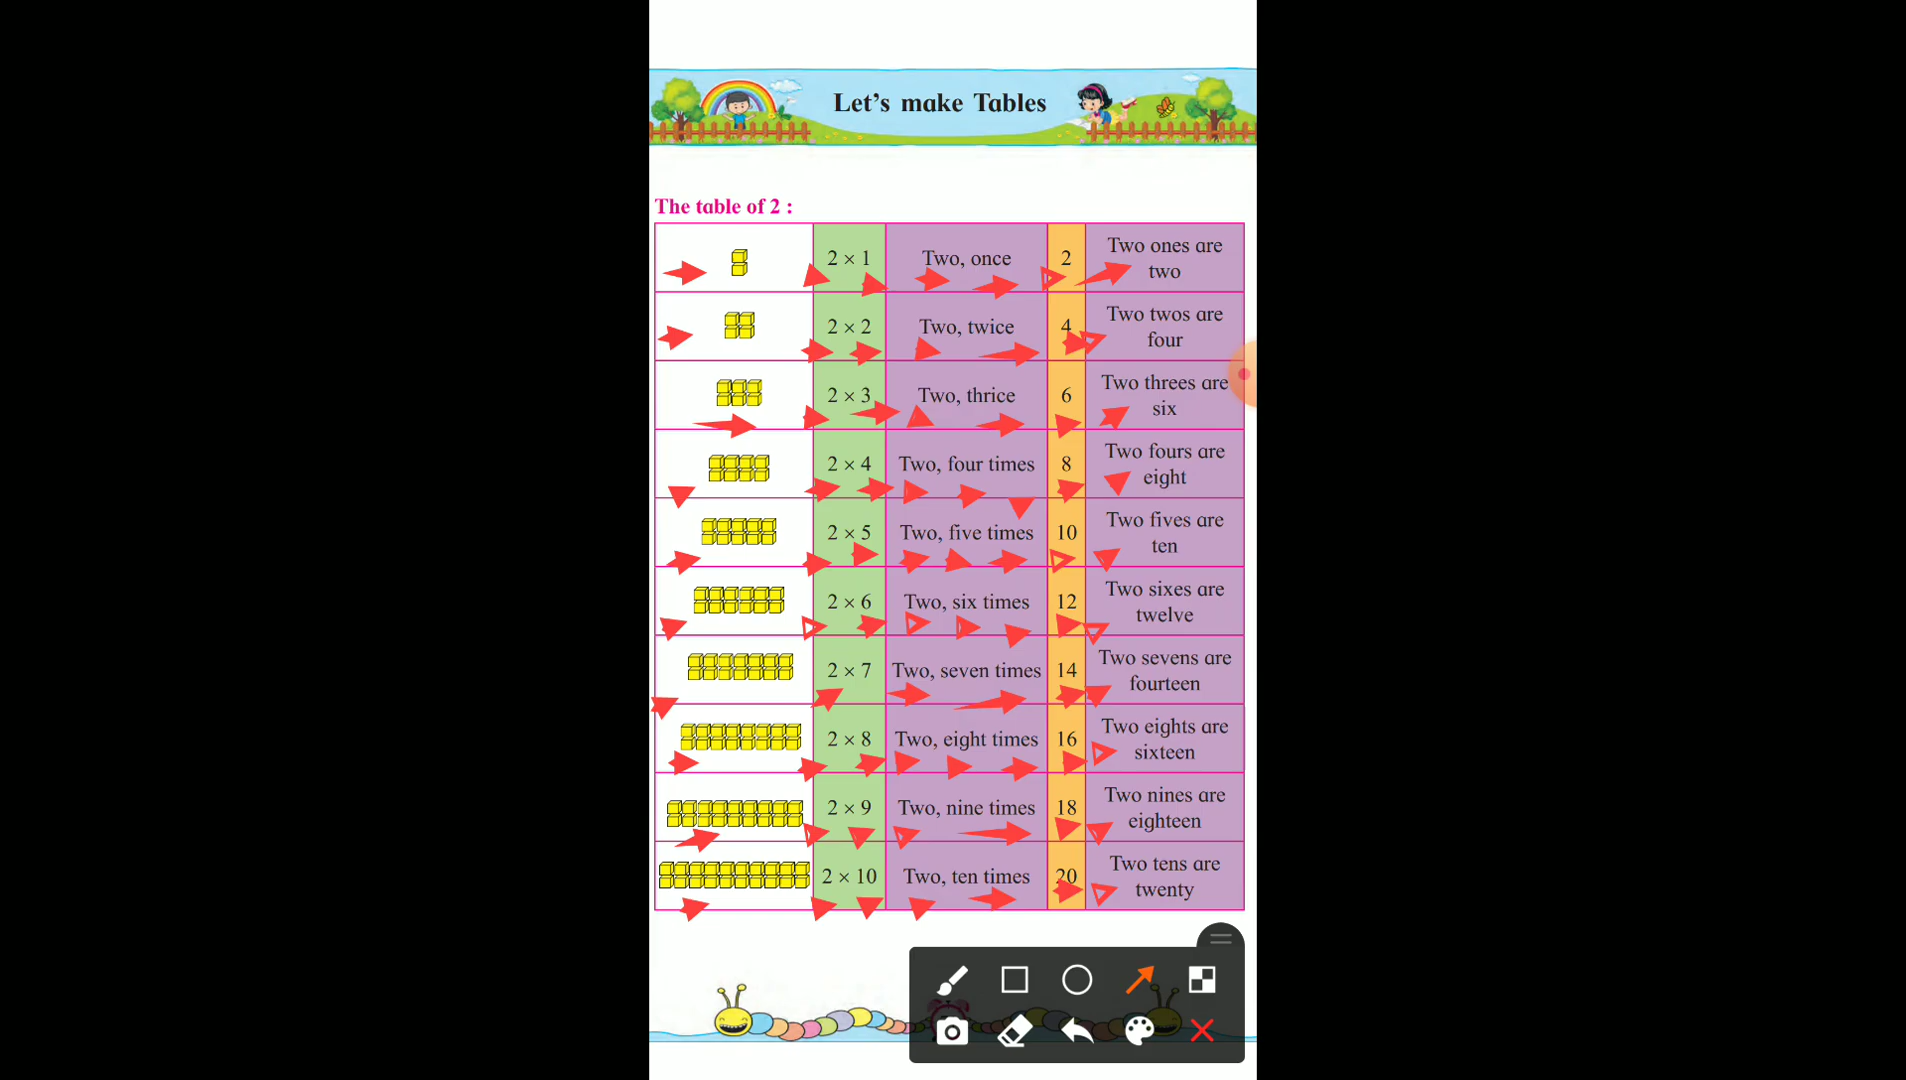 Let's make Tables
The table of 2 :
2 × 1 Two, once 2 Two ones are
two
2 × 2 Two, twice 4 Two twos are
four
2 × 3 Two, thrice 6 Two threes are
six
2 × 4 Two, four times 8 Two fours are
eight
2 × 5 Two, five times 10 Two fives are
ten
2 × 6 Two, six times 12 Two sixes are
twelve
2 × 7 Two, seven times 14 Two sevens are
fourteen
2 × 8 Two, eight times 16 Two eights are
sixteen
2 × 9 Two, nine times 18 Two nines are
eighteen
2 × 10 Two, ten times 20 Two tens are
twenty